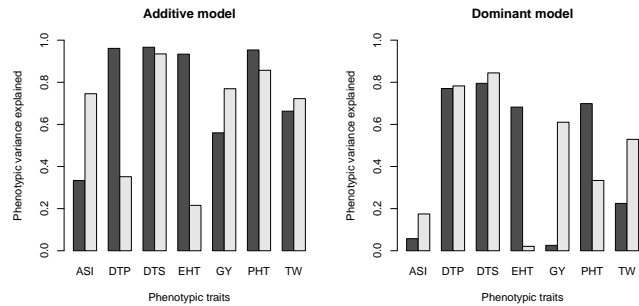 Additive model
Phenotypic variance explained
1.0
0.8
0.6
0.4
0.2
0.0
ASI DTP DTS EHT GY PHT TW
Phenotypic traits
Dominant model
Phenotypic variance explained
1.0
0.8
0.6
0.4
0.2
0.0
ASI DTP DTS EHT GY PHT TW
Phenotypic traits